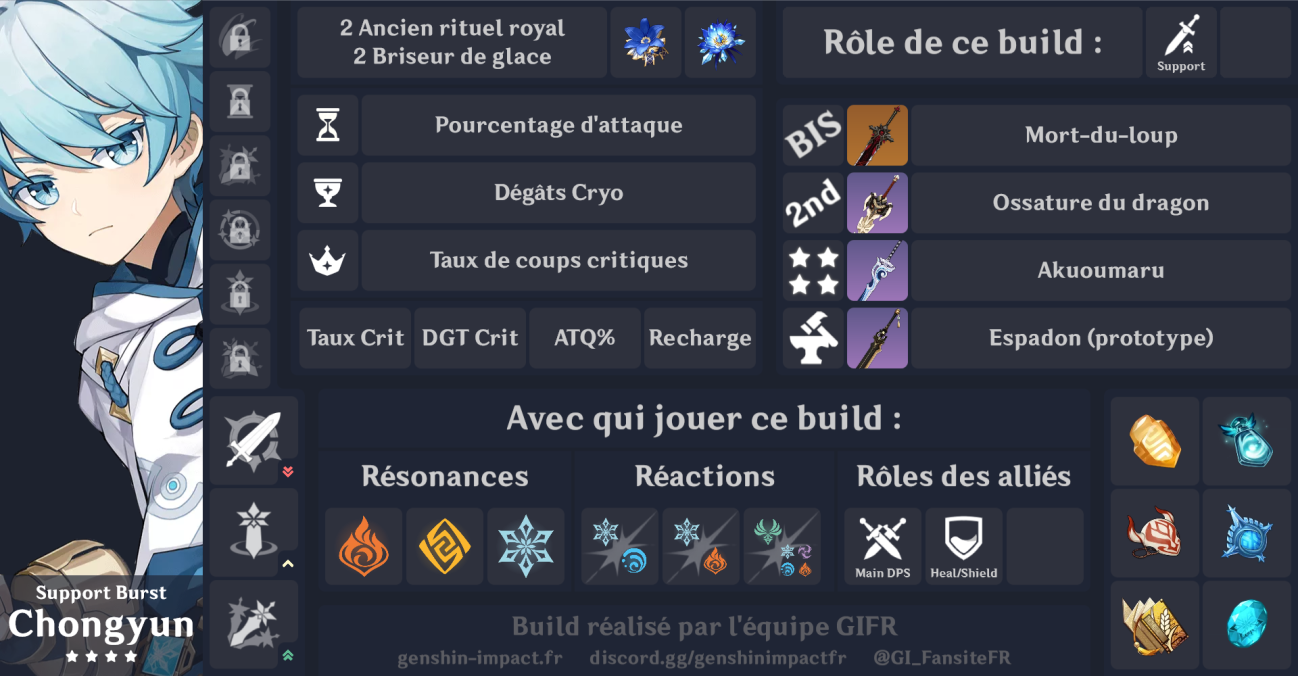 2 Ancien rituel royal
2 Briseur de glace
Rôle de ce build :
Support
Pourcentage d'attaque
Dégâts Cryo
Taux de coups critiques
Taux Crit
DGT Crit
ATQ%
Recharge
BIS
Mort-du-loup
2nd
Ossature du dragon
Akuoumaru
Espadon (prototype)
Avec qui jouer ce build :
Résonances
Réactions
Rôles des alliés
Main DPS
Heal/Shield
Support Burst
Chongyun
Build réalisé par l'équipe GIFR
genshin-impact.fr
discord.gg/genshinimpactfr
@GI_FansiteFR